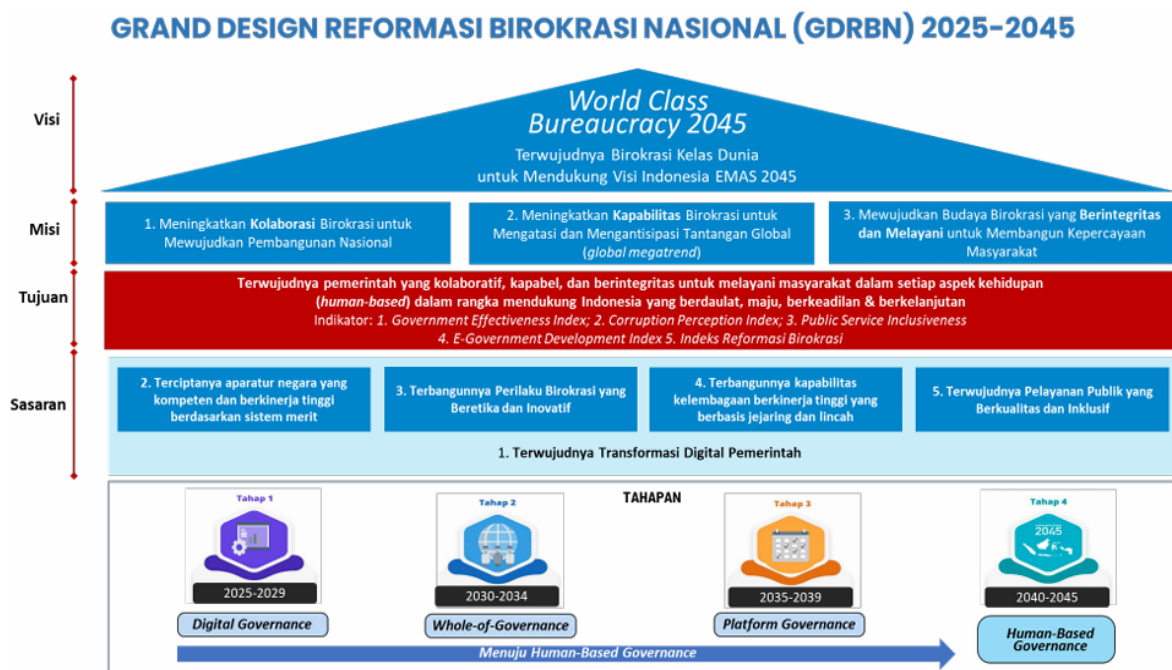 GRAND DESIGN REFORMASI BIROKRASI NASIONAL (GDRBN) 2025-2045
Visi
World Class
Bureaucracy 2045
Terwujudnya Birokrasi Kelas Dunia
untuk Mendukung Visi Indonesia EMAS 2045
Misi
1. Meningkatkan Kolaborasi Birokrasi untuk
Mewujudkan Pembangunan Nasional
2. Meningkatkan Kapabilitas Birokrasi untuk
Mengatasi dan Mengantisipasi Tantangan Global
(global megatrend)
3. Mewujudkan Budaya Birokrasi yang Berintegritas
dan Melayani untuk Membangun Kepercayaan
Masyarakat
Tujuan
Terwujudnya pemerintah yang kolaboratif, kapabel, dan berintegritas untuk melayani masyarakat dalam setiap aspek kehidupan
(human-based) dalam rangka mendukung Indonesia yang berdaulat, maju, berkeadilan & berkelanjutan
Indikator: 1. Government Effectiveness Index; 2. Corruption Perception Index; 3. Public Service Inclusiveness
4. E-Government Development Index 5. Indeks Reformasi Birokrasi
Sasaran
2. Terciptanya aparatur negara yang
kompeten dan berkinerja tinggi
berdasarkan sistem merit
3. Terbangunnya Perilaku Birokrasi yang
Beretika dan Inovatif
4. Terbangunnya kapabilitas
kelembagaan berkinerja tinggi yang
berbasis jejaring dan lincah
5. Terwujudnya Pelayanan Publik yang
Berkualitas dan Inklusif
1. Terwujudnya Transformasi Digital Pemerintah
TAHAPAN
Tahap 1
2025-2029
Digital Governance
Tahap 2
2030-2034
Whole-of-Governance
Tahap 3
2035-2039
Platform Governance
Tahap 4
2045
2040-2045
Human-Based
Governance
Menuju Human-Based Governance